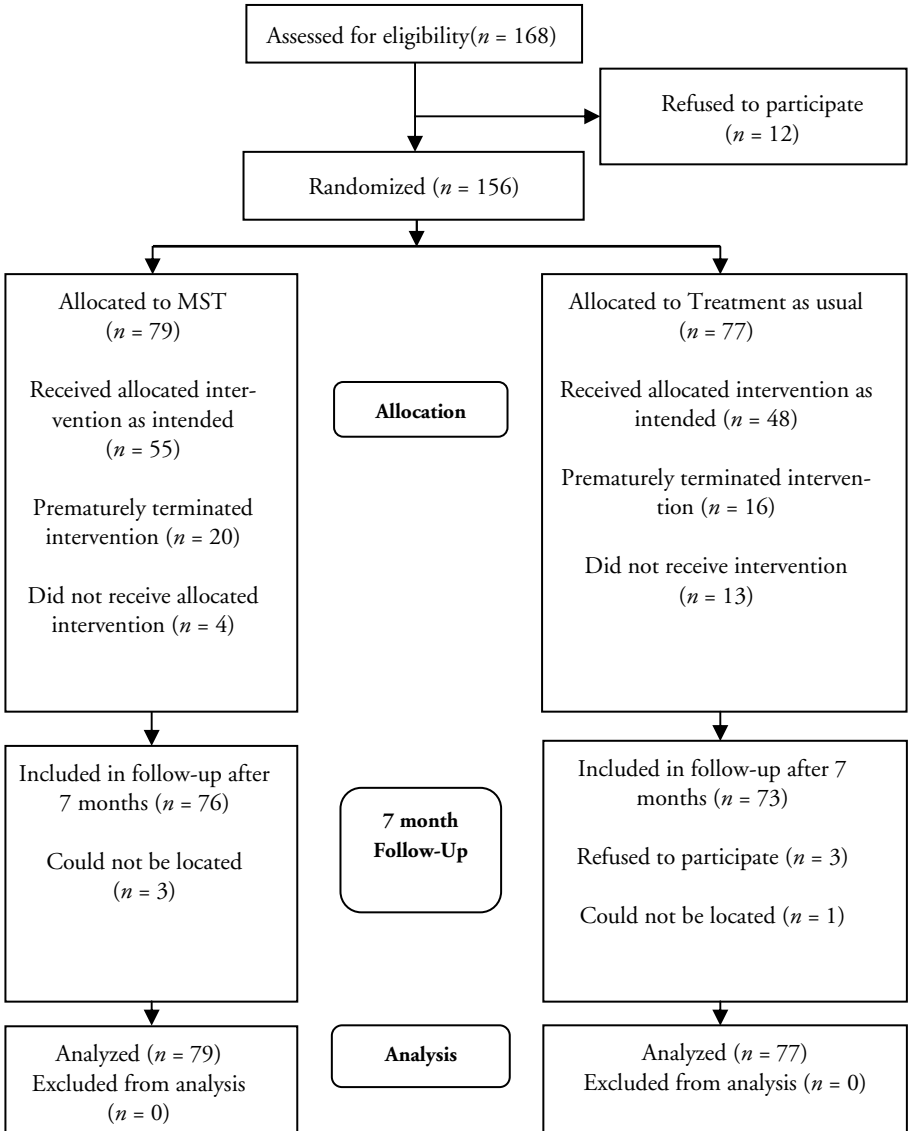 Assessed for eligibility(n = 168)
Refused to participate
(n = 12)
Randomized (n = 156)
Allocated to MST
(n = 79)
Received allocated inter-
vention as intended
(n = 55)
Prematurely terminated
intervention (n = 20)
Did not receive allocated
intervention (n = 4)
Allocation
Allocated to Treatment as usual
(n = 77)
Received allocated intervention as
intended (n = 48)
Prematurely terminated interven-
tion (n = 16)
Did not receive intervention
(n = 13)
Included in follow-up after
7 months (n = 76)
Could not be located
(n = 3)
7 month
Follow-Up
Included in follow-up after 7
months (n = 73)
Refused to participate (n = 3)
Could not be located (n = 1)
Analyzed (n = 79)
Excluded from analysis
(n = 0)
Analysis
Analyzed (n = 77)
Excluded from analysis (n = 0)